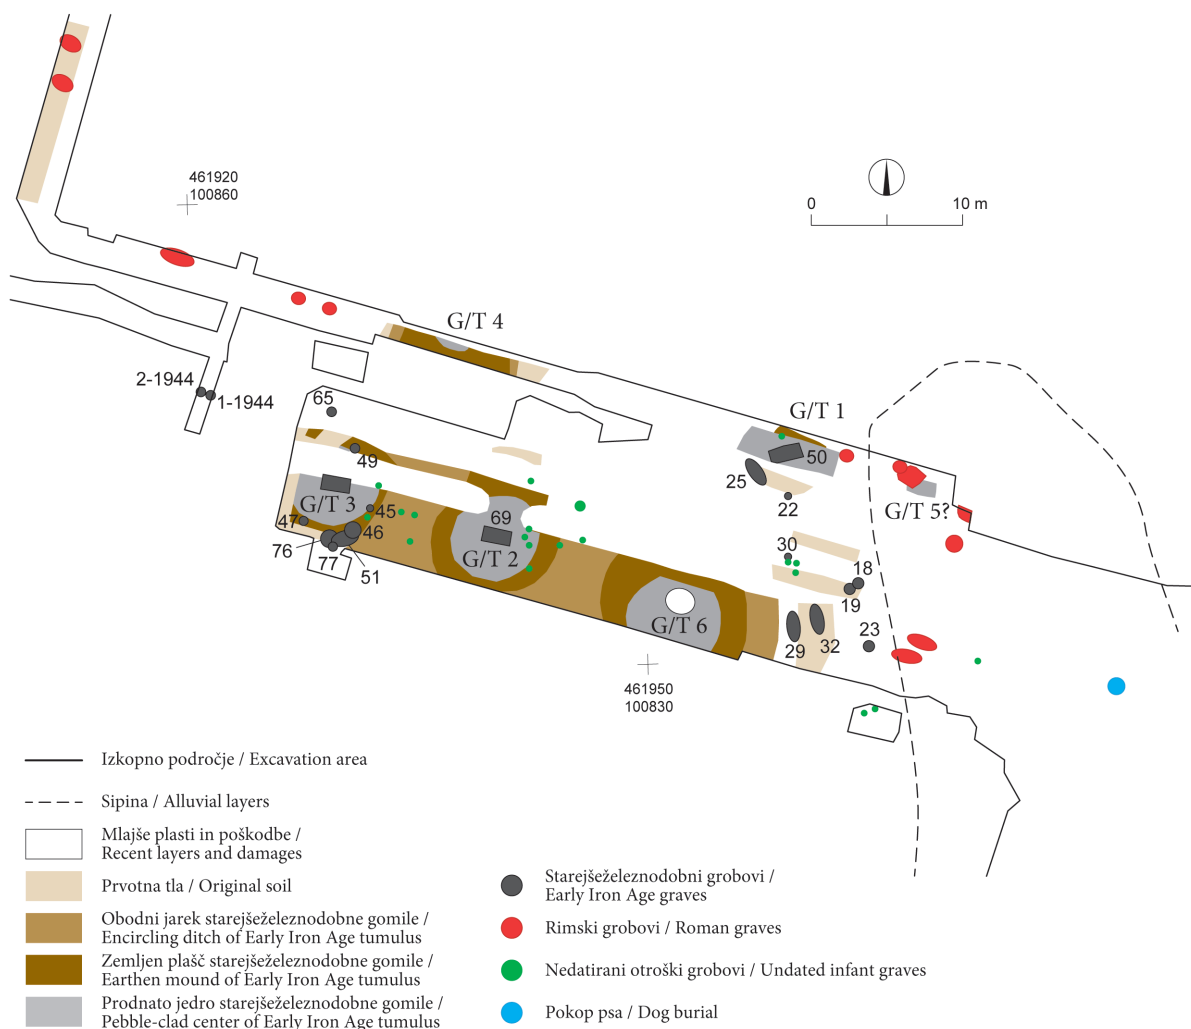 461920
100860
0 10 m
G/T 4
2-1944
1-1944
65
G/T 1
49
50
25
22
G/T 3
45
69
G/T 5?
47
46
76
77
51
G/T 2
30
18
19
G/T 6
29
32
23
461950
100830
Izkopno področje / Excavation area
Sipina / Alluvial layers
Mlajše plasti in poškodbe /
Recent layers and damages
Prvotna tla / Original soil
Obodni jarek starejšeželeznodobne gomile /
Encircling ditch of Early Iron Age tumulus
Zemljen plašč starejšeželeznodobne gomile /
Earthen mound of Early Iron Age tumulus
Prodnato jedro starejšeželeznodobne gomile /
Pebble-clad center of Early Iron Age tumulus
Starejšeželeznodobni grobovi /
Early Iron Age graves
Rimski grobovi / Roman graves
Nedatirani otroški grobovi / Undated infant graves
Pokop psa / Dog burial